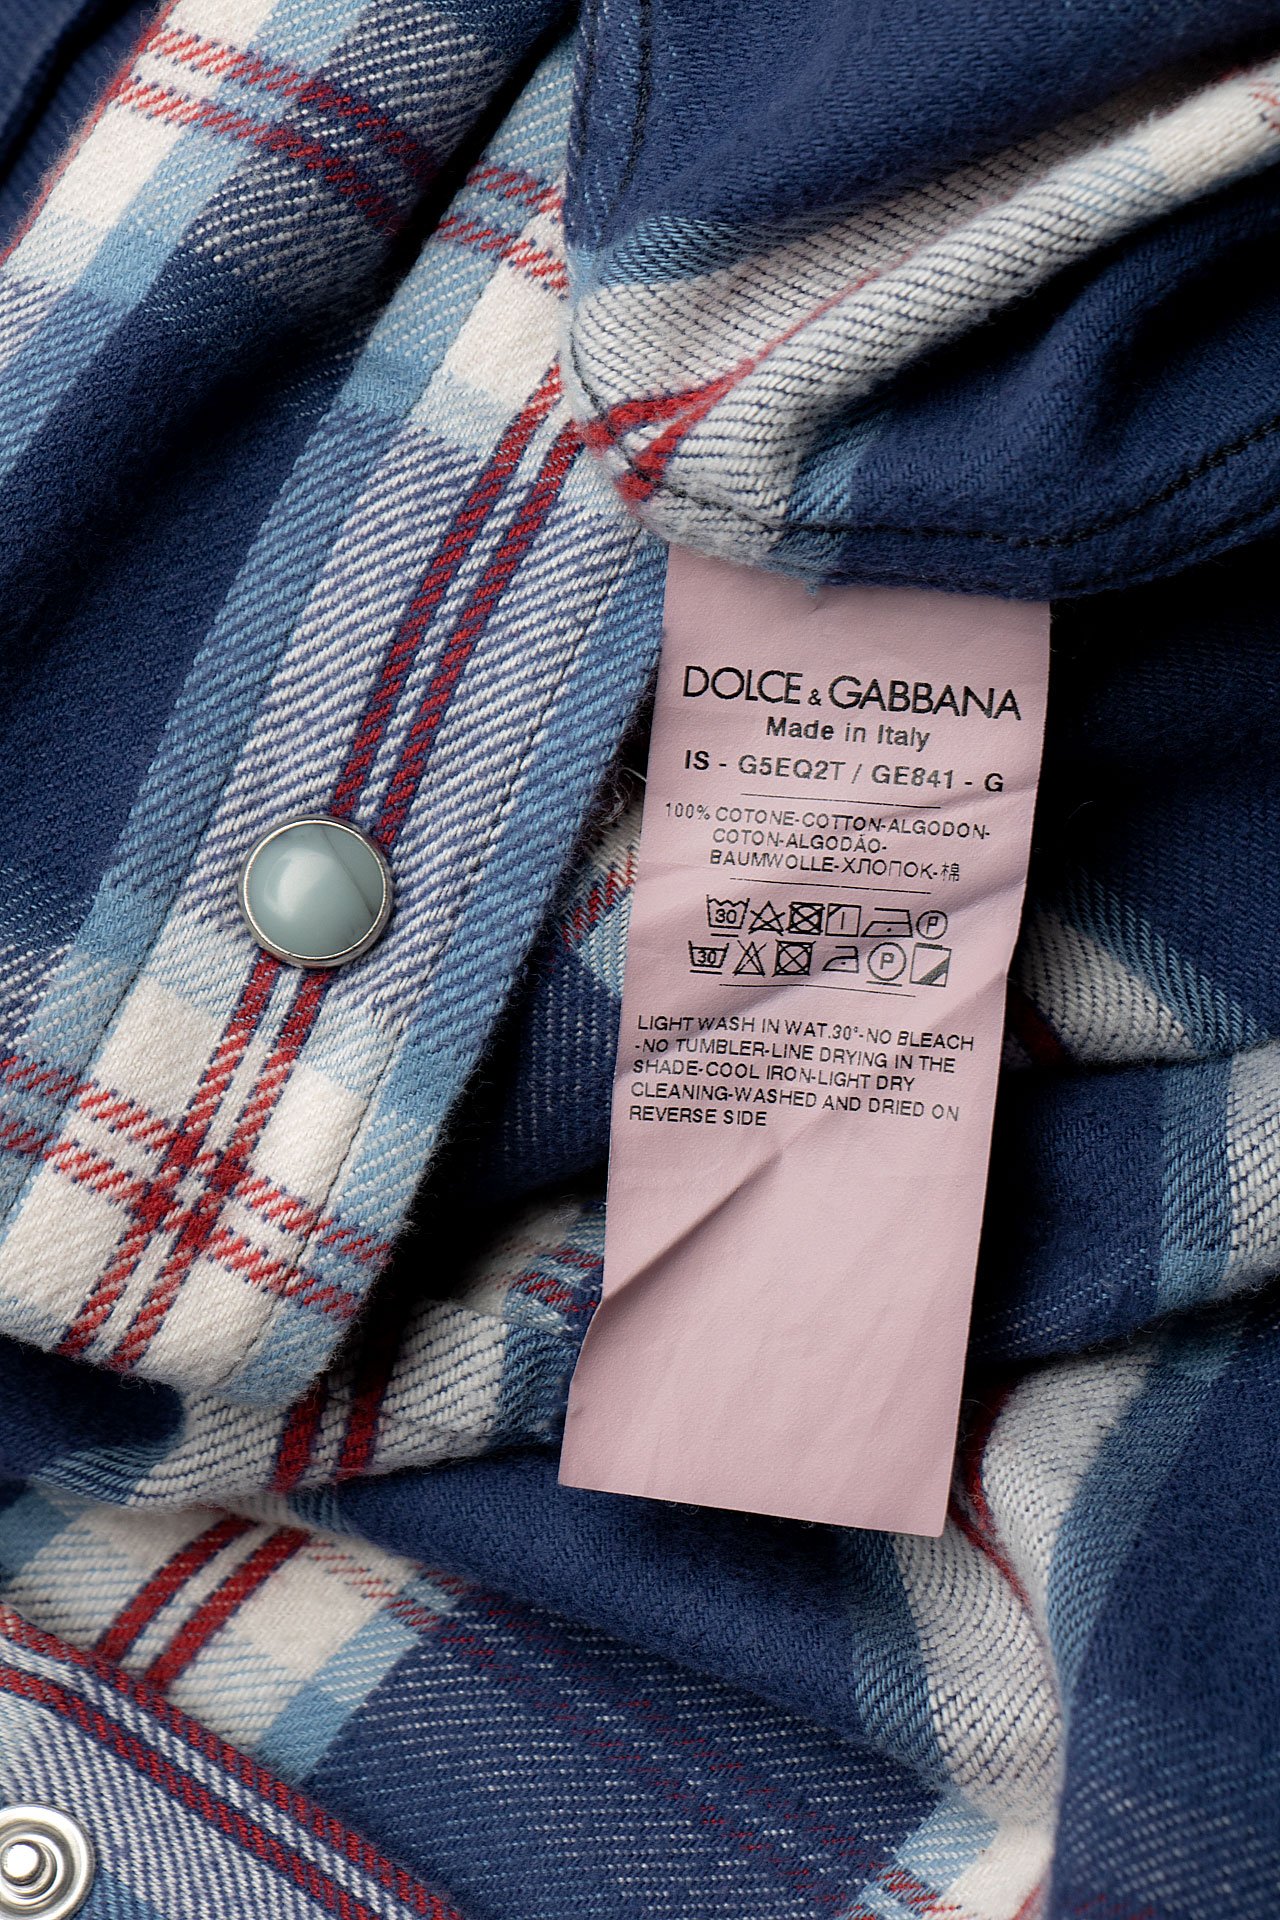 DOLCE & GABBANA
Made in Italy
IS - G5EQ2T / GE841 - G
100% COTONE-COTTON-ALGODON-
COTON-ALGODÃO-
BAUMWOLLE-ХЛОПОК-棉
30 P
30 P
LIGHT WASH IN WAT.30°-NO BLEACH
-NO TUMBLER-LINE DRYING IN THE
SHADE-COOL IRON-LIGHT DRY
CLEANING-WASHED AND DRIED ON
REVERSE SIDE